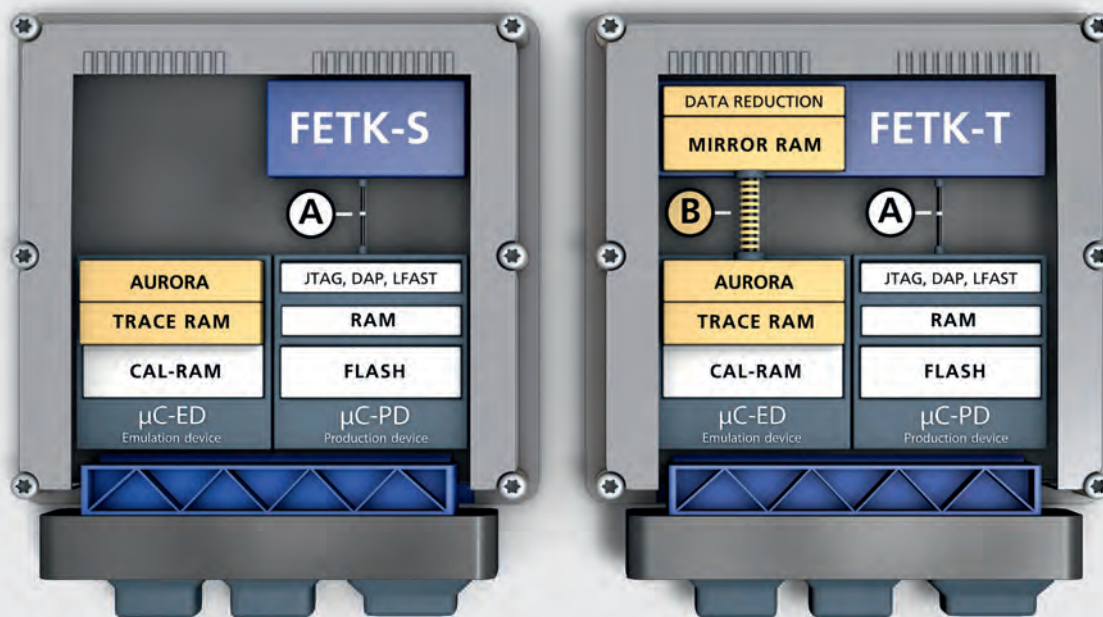 FETK-S
A
AURORA
TRACE RAM
CAL-RAM
µC-ED
Emulation device
JTAG, DAP, LFAST
RAM
FLASH
µC-PD
Production device
DATA REDUCTION
MIRROR RAM
FETK-T
B
A
AURORA
TRACE RAM
CAL-RAM
µC-ED
Emulation device
JTAG, DAP, LFAST
RAM
FLASH
µC-PD
Production device